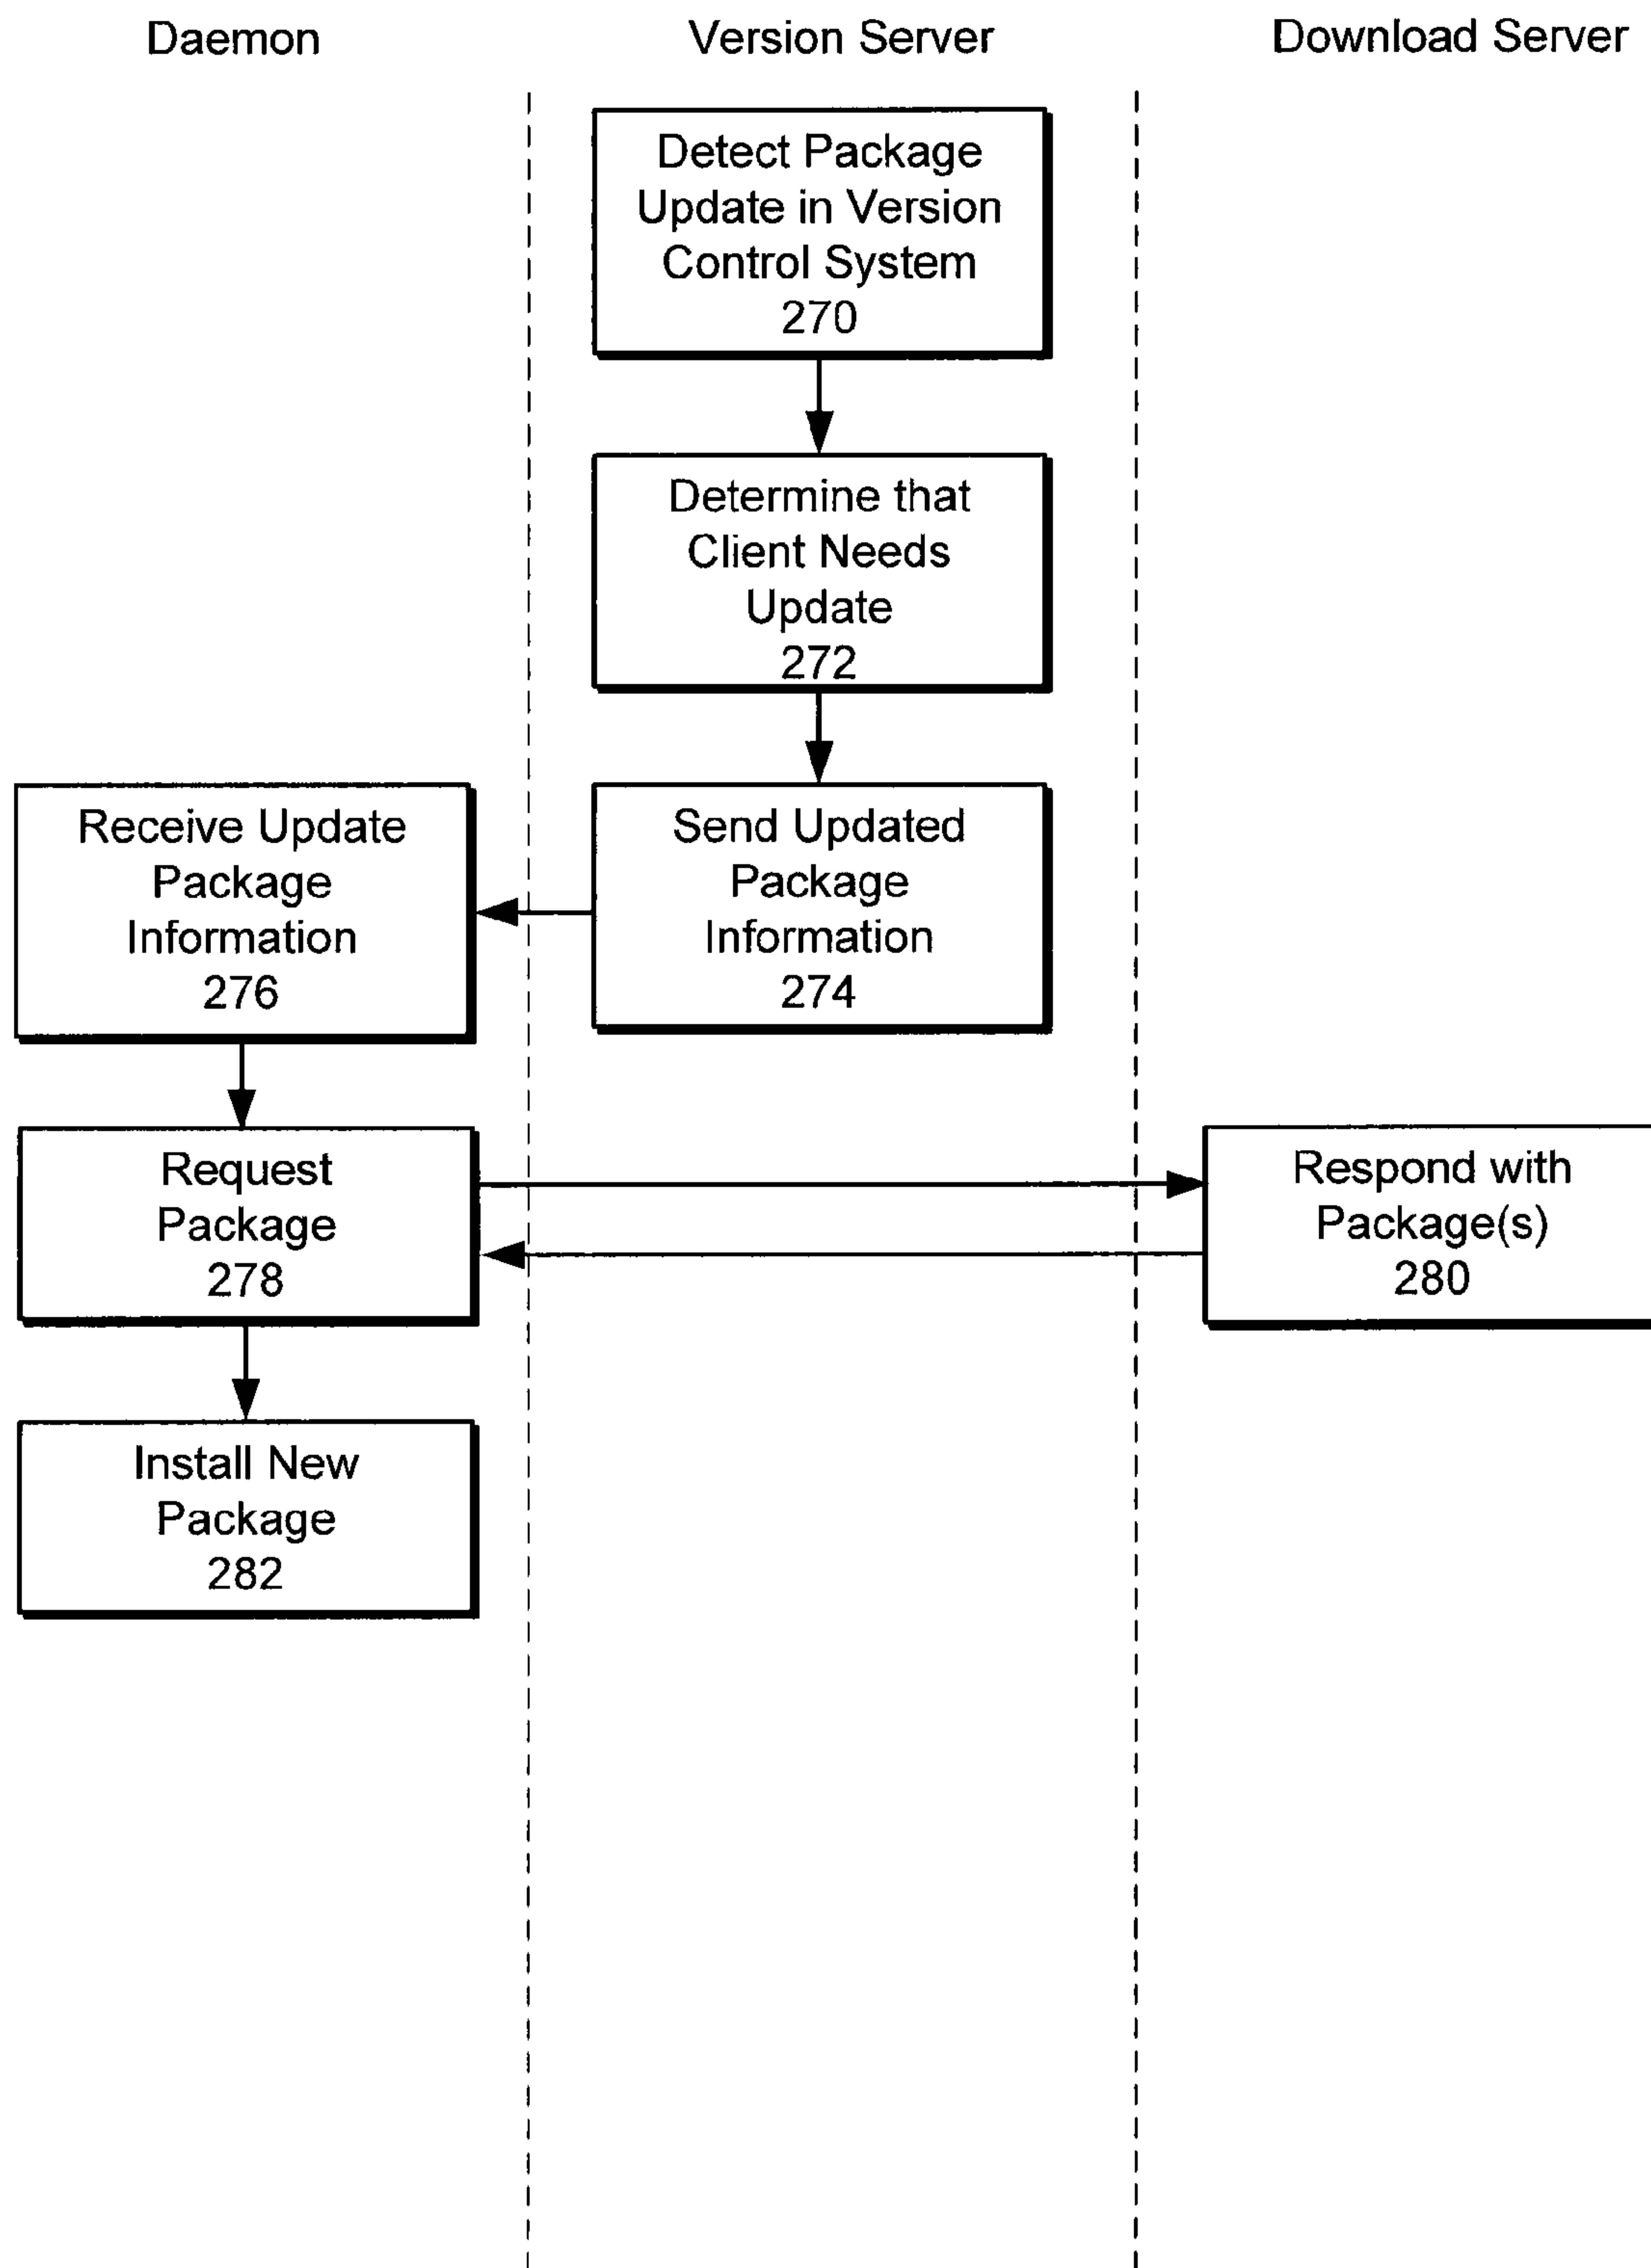 Daemon
Version Server
Download Server
Detect Package
Update in Version
Control System
270
Determine that
Client Needs
Update
272
Receive Update
Package
Information
276
Send Updated
Package
Information
274
Request
Package
278
Respond with
Package(s)
280
Install New
Package
282